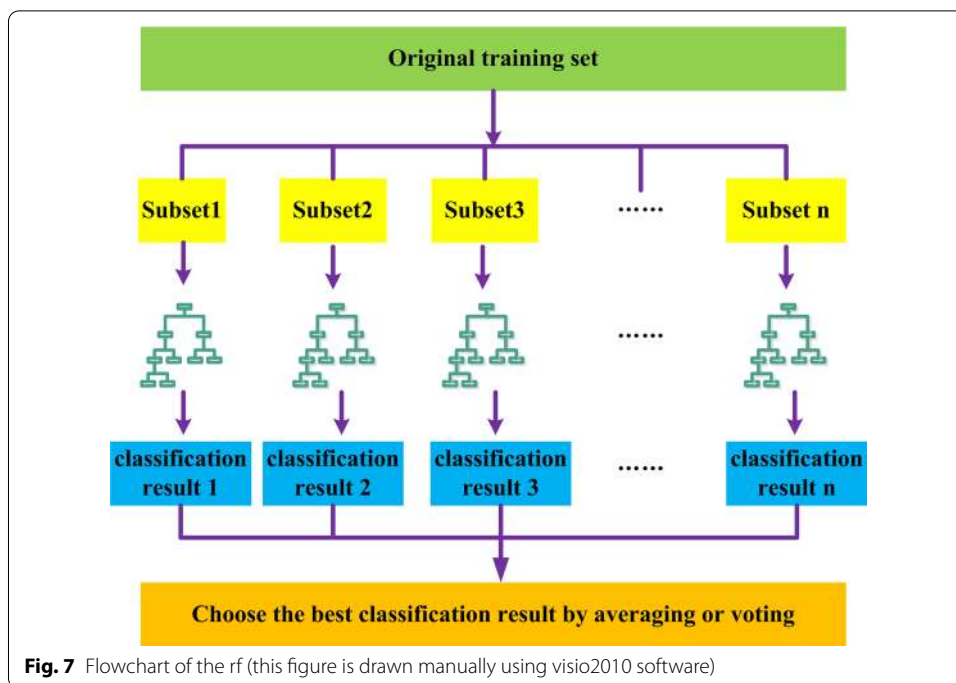 Original training set
Subset1 Subset2 Subset3 ...... Subset n
......
classification classification classification ...... classification
result 1 result 2 result 3 result n
Choose the best classification result by averaging or voting
Fig. 7 Flowchart of the rf (this figure is drawn manually using visio2010 software)